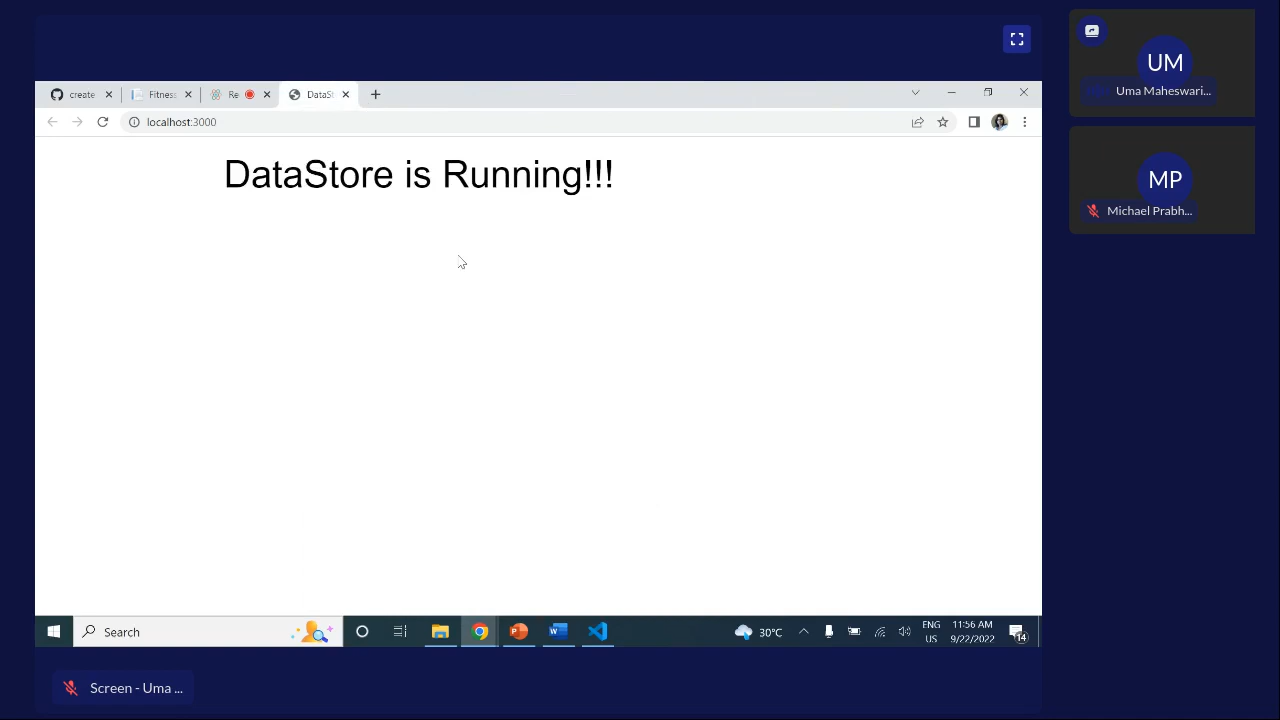 UM
Uma Maheswari...
create
Fitness
Re
DataS
localhost:3000
DataStore is Running!!!
MP
Michael Prabh...
Search
30°C
ENG
US
11:56 AM
9/22/2022
14
Screen - Uma ...